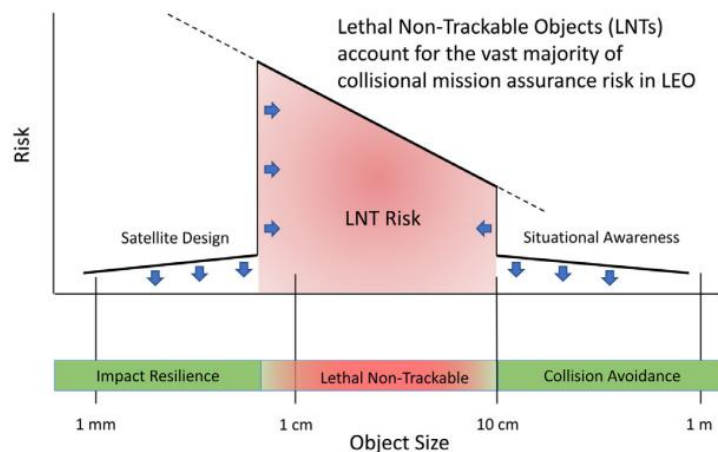 Lethal Non-Trackable Objects (LNTs)
account for the vast majority of
collisional mission assurance risk in LEO
Risk
LNT Risk
Satellite Design
Situational Awareness
Impact Resilience
Lethal Non-Trackable
Collision Avoidance
1 mm
1 cm
10 cm
1 m
Object Size